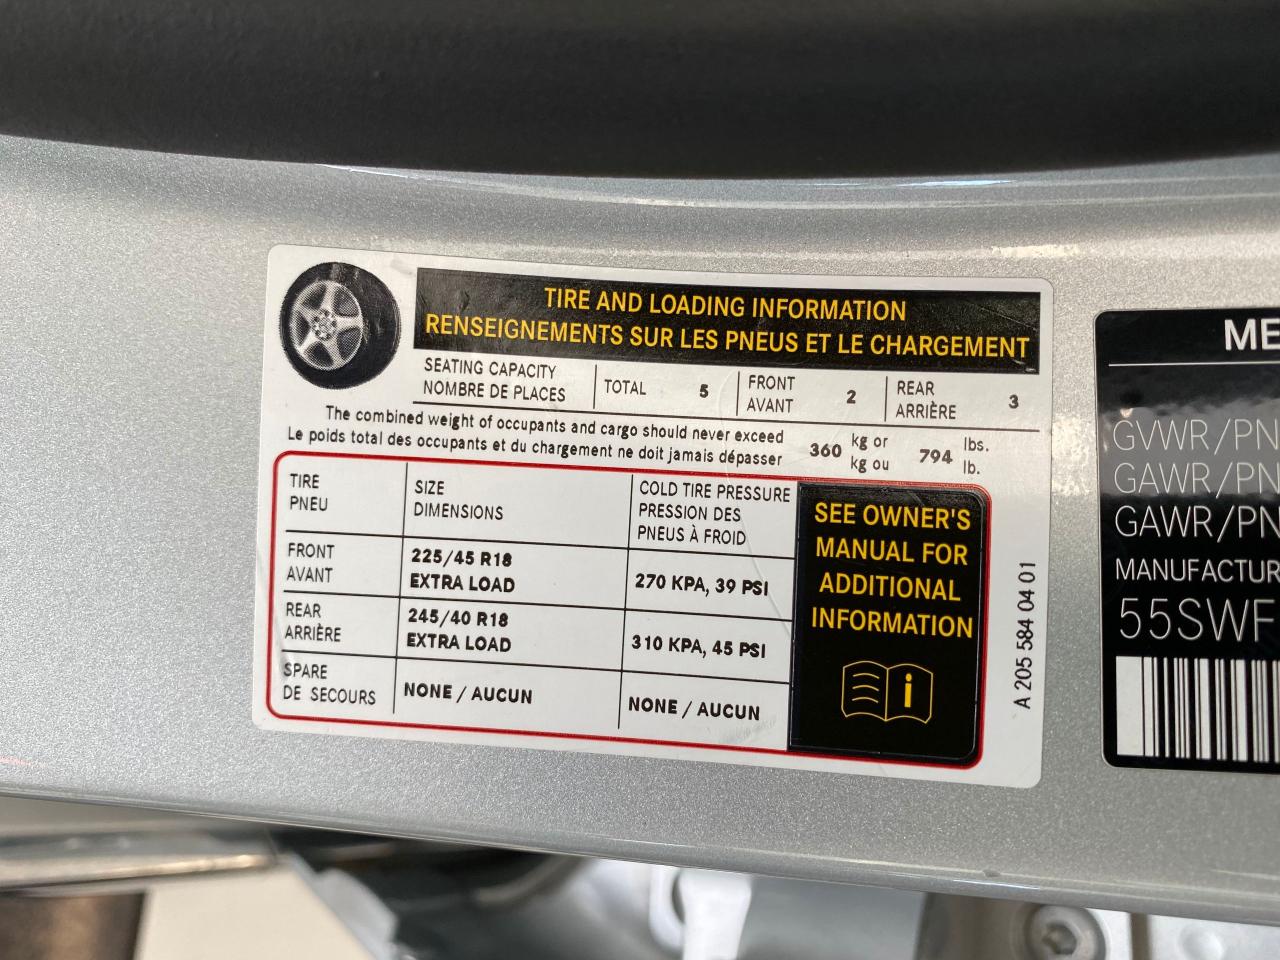 TIRE AND LOADING INFORMATION
RENSEIGNEMENTS SUR LES PNEUS ET LE CHARGEMENT
SEATING CAPACITY
NOMBRE DE PLACES
TOTAL 5
FRONT
AVANT
2
REAR
ARRIÈRE
3
The combined weight of occupants and cargo should never exceed
Le poids total des occupants et du chargement ne doit jamais dépasser
360
kg or
kg ou
794
lbs.
lb.
TIRE
PNEU
SIZE
DIMENSIONS
COLD TIRE PRESSURE
PRESSION DES
PNEUS À FROID
FRONT
AVANT
225/45 R18
EXTRA LOAD
270 KPA, 39 PSI
REAR
ARRIÈRE
245/40 R18
EXTRA LOAD
310 KPA, 45 PSI
SPARE
DE SECOURS
NONE / AUCUN
NONE / AUCUN
SEE OWNER'S
MANUAL FOR
ADDITIONAL
INFORMATION
i
A 205 584 04 01
ME
GVWR/PN
GAWR/PN
GAWR/PN
MANUFACTUR
55SWF